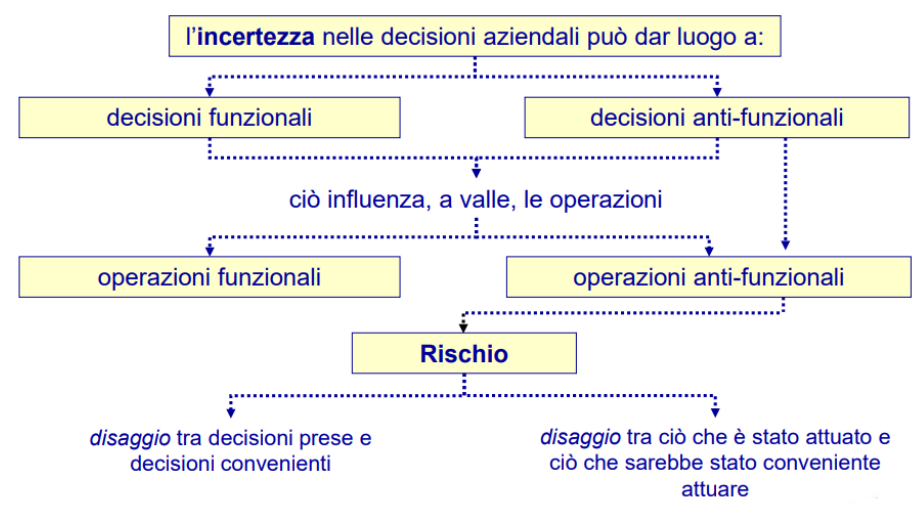 l'incertezza nelle decisioni aziendali può dar luogo a:
decisioni funzionali
decisioni anti-funzionali
ciò influenza, a valle, le operazioni
operazioni funzionali
operazioni anti-funzionali
Rischio
disaggio tra decisioni prese e
decisioni convenienti
disaggio tra ciò che è stato attuato e
ciò che sarebbe stato conveniente
attuare